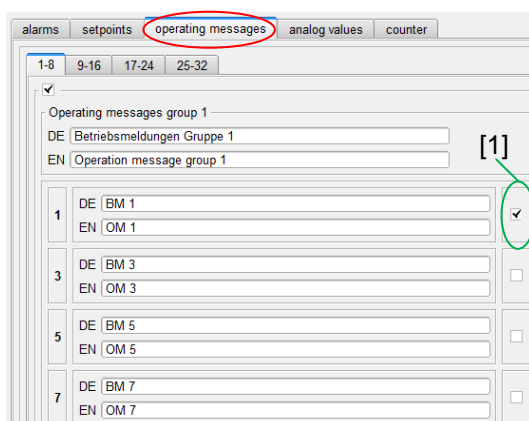 alarms setpoints operating messages analog values counter
1-8 9-16 17-24 25-32
Operating messages group 1
DE Betriebsmeldungen Gruppe 1
EN Operation message group 1
[1]
1
DE BM 1
EN OM 1
3
DE BM 3
EN OM 3
5
DE BM 5
EN OM 5
7
DE BM 7
EN OM 7